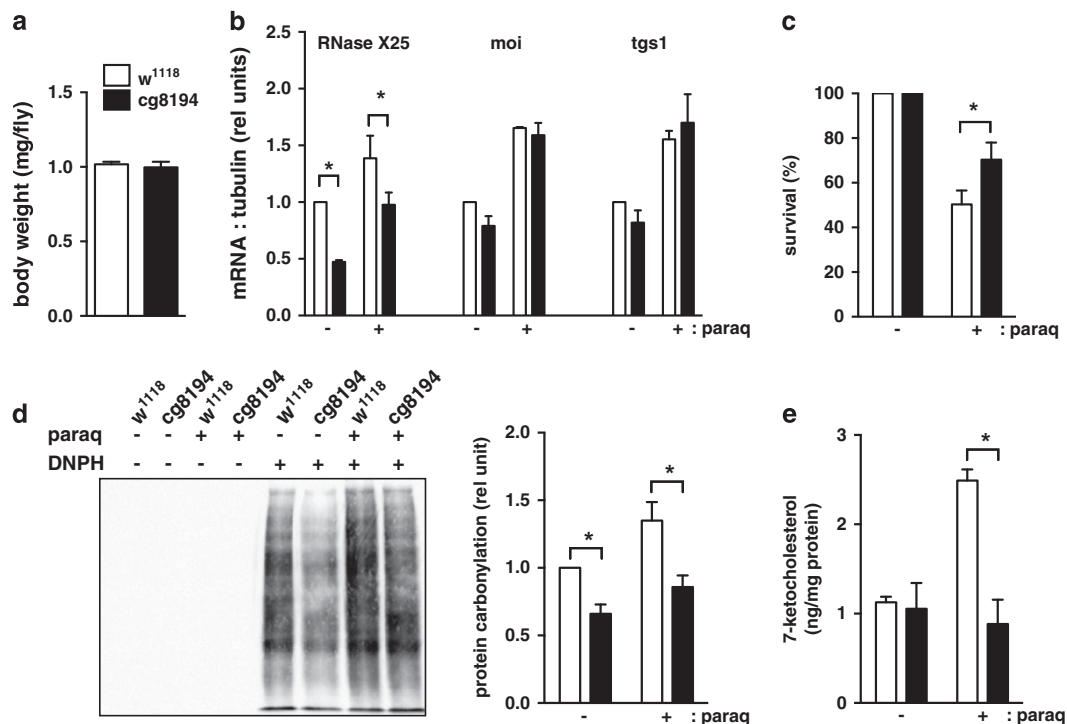 a
body weight (mg/fly)
1.5
1.0
0.5
0.0
w1118
cg8194
b
mRNA : tubulin (rel units)
RNase X25 moi tgs1
2.5
2.0
1.5
1.0
0.5
0.0
* *
- + - + - + : paraq
c
survival (%)
100
80
60
40
20
0
*
- + : paraq
d
w1118 cg8194 w1118 cg8194 w1118 cg8194 w1118 cg8194
paraq - - + + - - + +
DNPH - - - - + + + +
protein carbonylation (rel unit)
2.0
1.5
1.0
0.5
0.0
* *
- + : paraq
e
7-ketocholesterol
(ng/mg protein)
3
2
1
0
*
- + : paraq